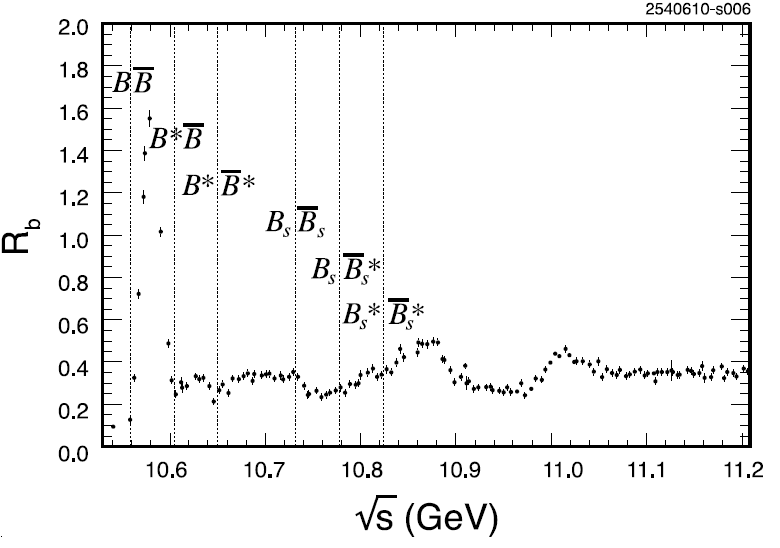 2540610-s006
2.0
1.8
1.6
1.4
1.2
1.0
0.8
0.6
0.4
0.2
0.0
R_b
BB̅
B*B̅
B* B̅*
B_s B̅_s
B_s B̅_s*
B_s* B̅_s*
10.6 10.7 10.8 10.9 11.0 11.1 11.2
√s (GeV)